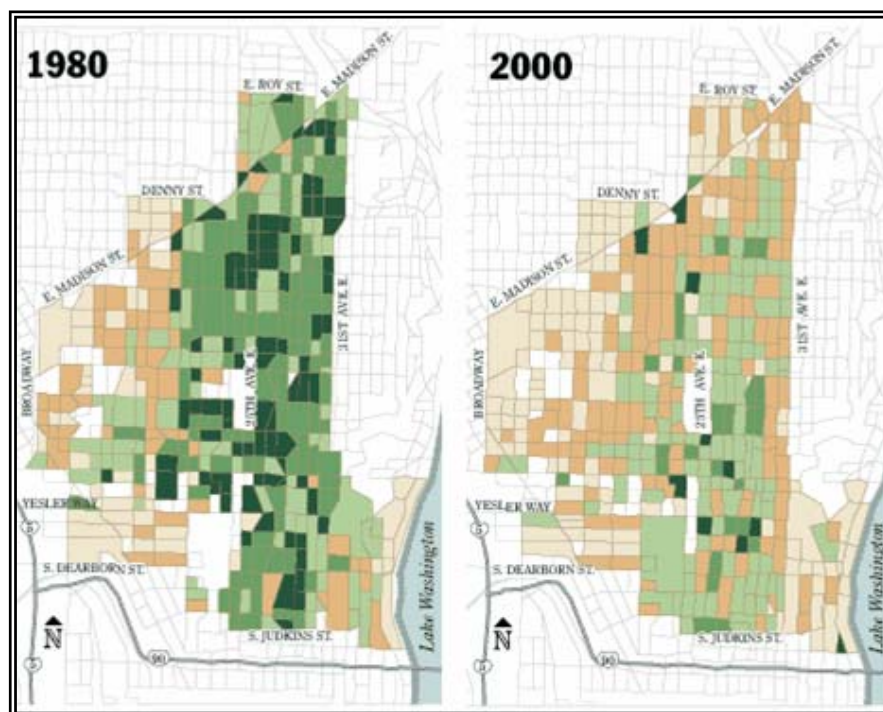 1980
E. ROY ST.
E. MADISON ST.
DENNY ST.
E. MADISON ST.
31ST AVE. E.
BROADWAY
YESLER WAY
5
S. DEARBORN ST.
N
S. JUDKINS ST.
Lake Washington
5
90
2000
E. ROY ST.
E. MADISON ST.
DENNY ST.
E. MADISON ST.
31ST AVE. E.
BROADWAY
23TH AVE. E.
YESLER WAY
5
S. DEARBORN ST.
N
S. JUDKINS ST.
Lake Washington
5
90